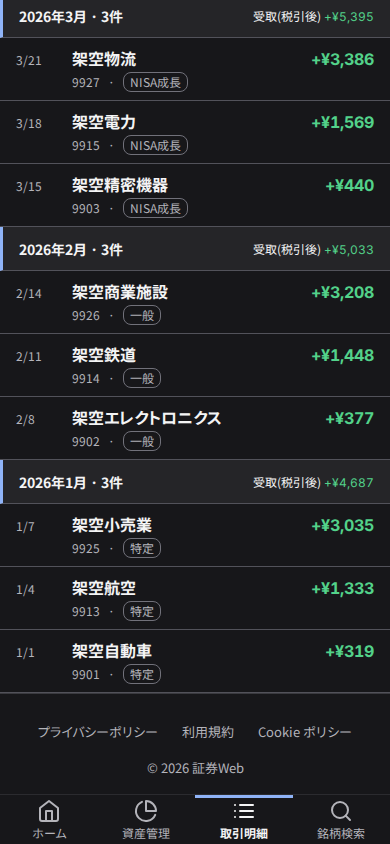 2026年3月・3件 受取(税引後) +¥5,395
3/21 架空物流 +¥3,386
9927 · NISA成長
3/18 架空電力 +¥1,569
9915 · NISA成長
3/15 架空精密機器 +¥440
9903 · NISA成長
2026年2月・3件 受取(税引後) +¥5,033
2/14 架空商業施設 +¥3,208
9926 · 一般
2/11 架空鉄道 +¥1,448
9914 · 一般
2/8 架空エレクトロニクス +¥377
9902 · 一般
2026年1月・3件 受取(税引後) +¥4,687
1/7 架空小売業 +¥3,035
9925 · 特定
1/4 架空航空 +¥1,333
9913 · 特定
1/1 架空自動車 +¥319
9901 · 特定
プライバシーポリシー 利用規約 Cookie ポリシー
© 2026 証券Web
ホーム 資産管理 取引明細 銘柄検索